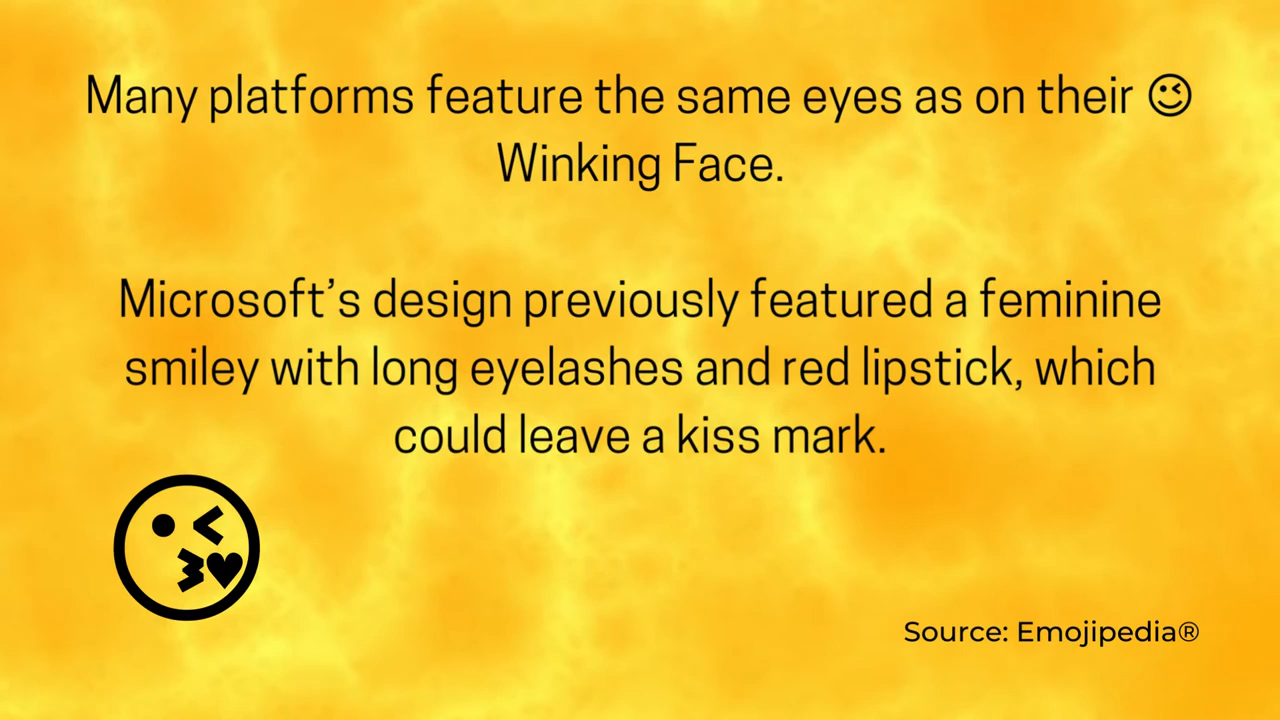 Many platforms feature the same eyes as on their 😉
Winking Face.
Microsoft’s design previously featured a feminine
smiley with long eyelashes and red lipstick, which
could leave a kiss mark.
Source: Emojipedia®